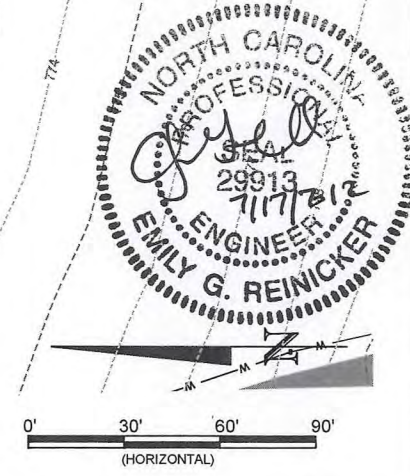 774
NORTH CAROLINA
PROFESSIONAL
SEAL
29913
7/17/2012
ENGINEER
EMILY G. REINICKER
N
W
W
W
0' 30' 60' 90'
(HORIZONTAL)